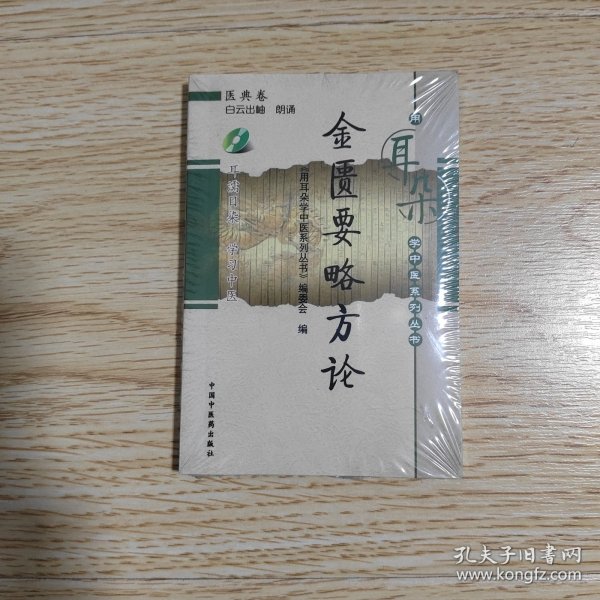 医典卷
白云出岫 朗诵
用
耳朵
学中医系列丛书
金匮要略方论
《用耳朵学中医系列丛书》编委会 编
耳濡目染 学习中医
中国中医药出版社
孔夫子旧书网
www.kongfz.com